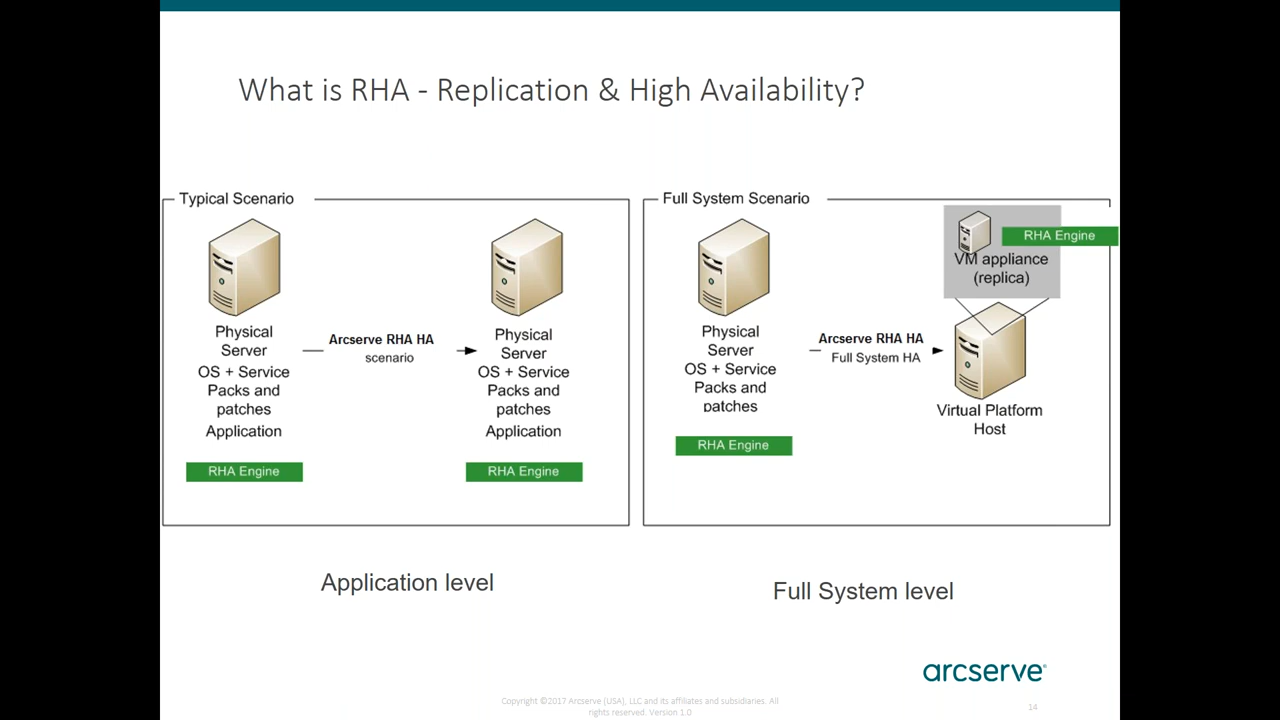 What is RHA - Replication & High Availability?
Typical Scenario
Physical
Server
OS + Service
Packs and
patches
Application
RHA Engine
Arcserve RHA HA
scenario
Physical
Server
OS + Service
Packs and
patches
Application
RHA Engine
Application level
Full System Scenario
Physical
Server
OS + Service
Packs and
patches
RHA Engine
Arcserve RHA HA
Full System HA
RHA Engine
VM appliance
(replica)
Virtual Platform
Host
Full System level
arcserve®
Copyright ©2017 Arcserve (USA), LLC and its affiliates and subsidiaries. All
rights reserved. Version 1.0
14